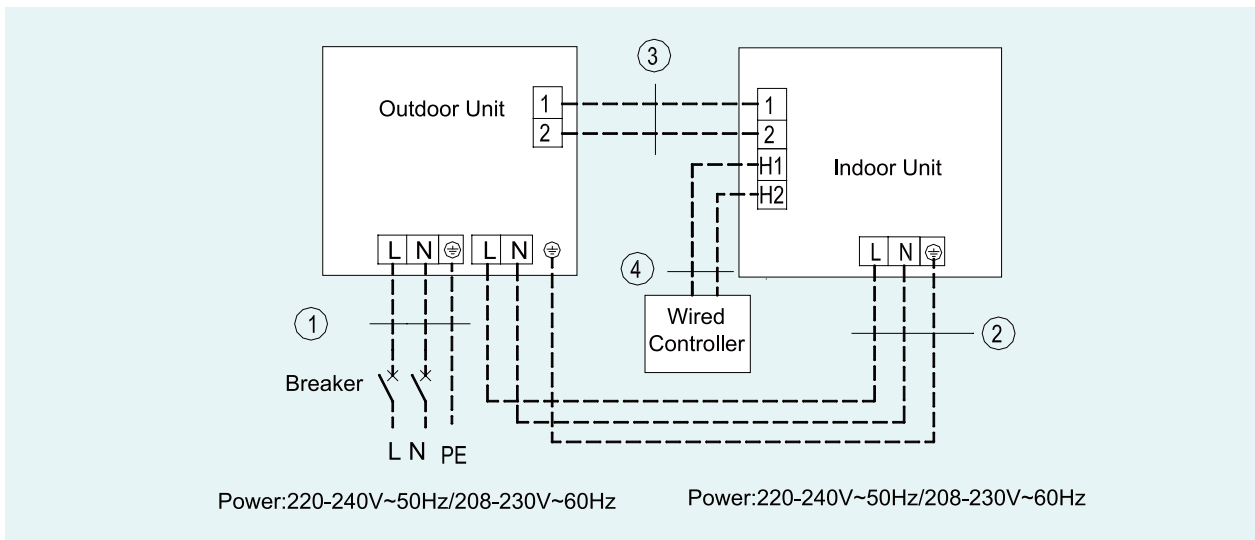 ③
Outdoor Unit
1
2
1
2
H1
H2
Indoor Unit
L N
L N
L N
④
Wired
Controller
①
②
Breaker
L N PE
Power:220-240V~50Hz/208-230V~60Hz
Power:220-240V~50Hz/208-230V~60Hz